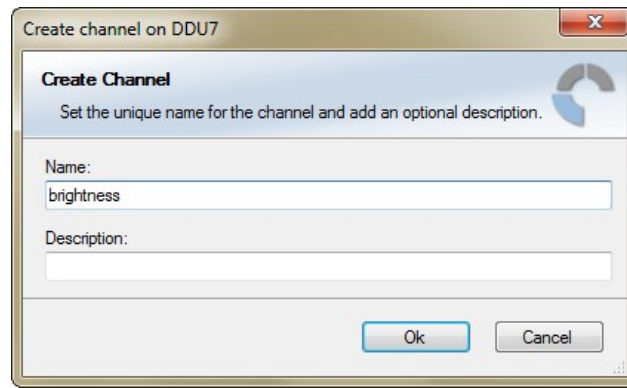 Create channel on DDU7
Create Channel
Set the unique name for the channel and add an optional description.
Name:
brightness
Description:
Ok
Cancel